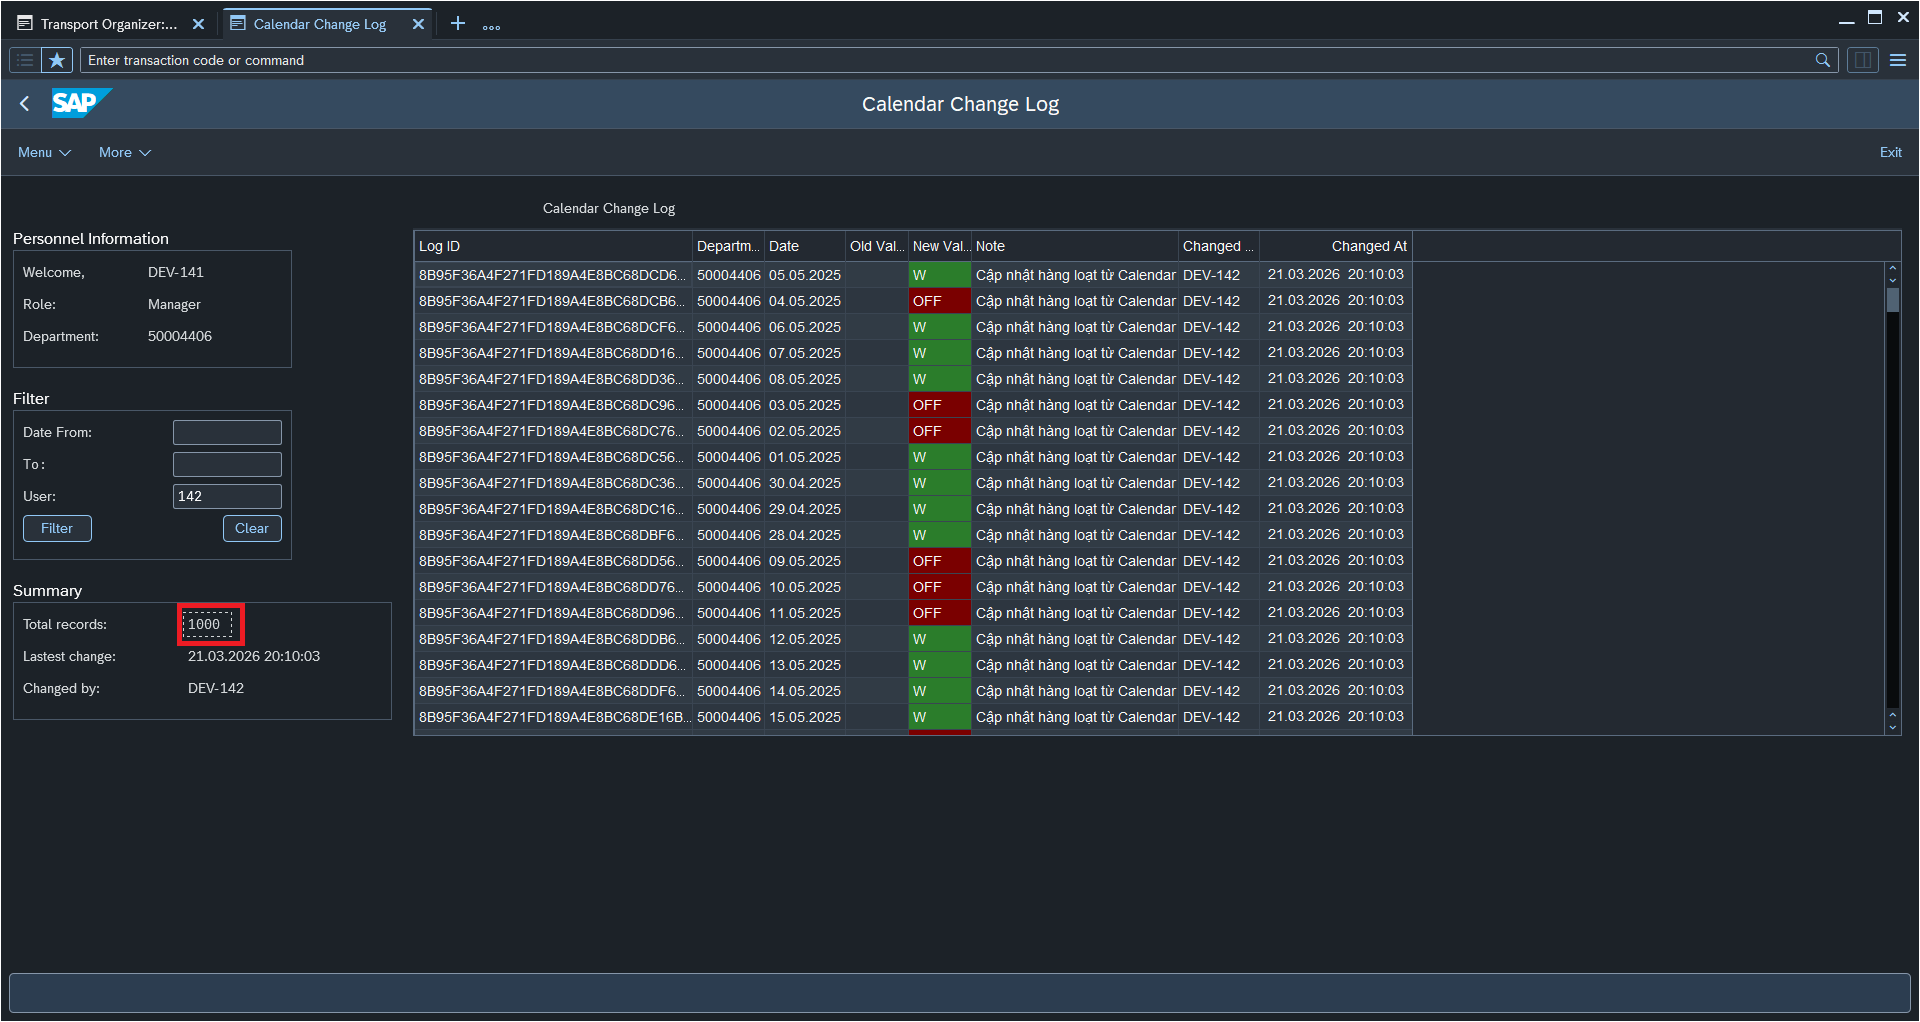 Transport Organizer:...
Calendar Change Log
Enter transaction code or command
SAP
Calendar Change Log
Menu
More
Exit
Calendar Change Log
Personnel Information
Welcome, DEV-141
Role: Manager
Department: 50004406
Filter
Date From:
To:
User: 142
Filter Clear
Summary
Total records: 1000
Lastest change: 21.03.2026 20:10:03
Changed by: DEV-142
Log ID Departm... Date Old Val... New Val... Note Changed ... Changed At
8B95F36A4F271FD189A4E8BC68DCD6... 50004406 05.05.2025 W Cập nhật hàng loạt từ Calendar DEV-142 21.03.2026 20:10:03
8B95F36A4F271FD189A4E8BC68DCB6... 50004406 04.05.2025 OFF Cập nhật hàng loạt từ Calendar DEV-142 21.03.2026 20:10:03
8B95F36A4F271FD189A4E8BC68DCF6... 50004406 06.05.2025 W Cập nhật hàng loạt từ Calendar DEV-142 21.03.2026 20:10:03
8B95F36A4F271FD189A4E8BC68DD16... 50004406 07.05.2025 W Cập nhật hàng loạt từ Calendar DEV-142 21.03.2026 20:10:03
8B95F36A4F271FD189A4E8BC68DD36... 50004406 08.05.2025 W Cập nhật hàng loạt từ Calendar DEV-142 21.03.2026 20:10:03
8B95F36A4F271FD189A4E8BC68DC96... 50004406 03.05.2025 OFF Cập nhật hàng loạt từ Calendar DEV-142 21.03.2026 20:10:03
8B95F36A4F271FD189A4E8BC68DC76... 50004406 02.05.2025 OFF Cập nhật hàng loạt từ Calendar DEV-142 21.03.2026 20:10:03
8B95F36A4F271FD189A4E8BC68DC56... 50004406 01.05.2025 W Cập nhật hàng loạt từ Calendar DEV-142 21.03.2026 20:10:03
8B95F36A4F271FD189A4E8BC68DC36... 50004406 30.04.2025 W Cập nhật hàng loạt từ Calendar DEV-142 21.03.2026 20:10:03
8B95F36A4F271FD189A4E8BC68DC16... 50004406 29.04.2025 W Cập nhật hàng loạt từ Calendar DEV-142 21.03.2026 20:10:03
8B95F36A4F271FD189A4E8BC68DBF6... 50004406 28.04.2025 W Cập nhật hàng loạt từ Calendar DEV-142 21.03.2026 20:10:03
8B95F36A4F271FD189A4E8BC68DD56... 50004406 09.05.2025 OFF Cập nhật hàng loạt từ Calendar DEV-142 21.03.2026 20:10:03
8B95F36A4F271FD189A4E8BC68DD76... 50004406 10.05.2025 OFF Cập nhật hàng loạt từ Calendar DEV-142 21.03.2026 20:10:03
8B95F36A4F271FD189A4E8BC68DD96... 50004406 11.05.2025 OFF Cập nhật hàng loạt từ Calendar DEV-142 21.03.2026 20:10:03
8B95F36A4F271FD189A4E8BC68DDB6... 50004406 12.05.2025 W Cập nhật hàng loạt từ Calendar DEV-142 21.03.2026 20:10:03
8B95F36A4F271FD189A4E8BC68DDD6... 50004406 13.05.2025 W Cập nhật hàng loạt từ Calendar DEV-142 21.03.2026 20:10:03
8B95F36A4F271FD189A4E8BC68DDF6... 50004406 14.05.2025 W Cập nhật hàng loạt từ Calendar DEV-142 21.03.2026 20:10:03
8B95F36A4F271FD189A4E8BC68DE16B... 50004406 15.05.2025 W Cập nhật hàng loạt từ Calendar DEV-142 21.03.2026 20:10:03